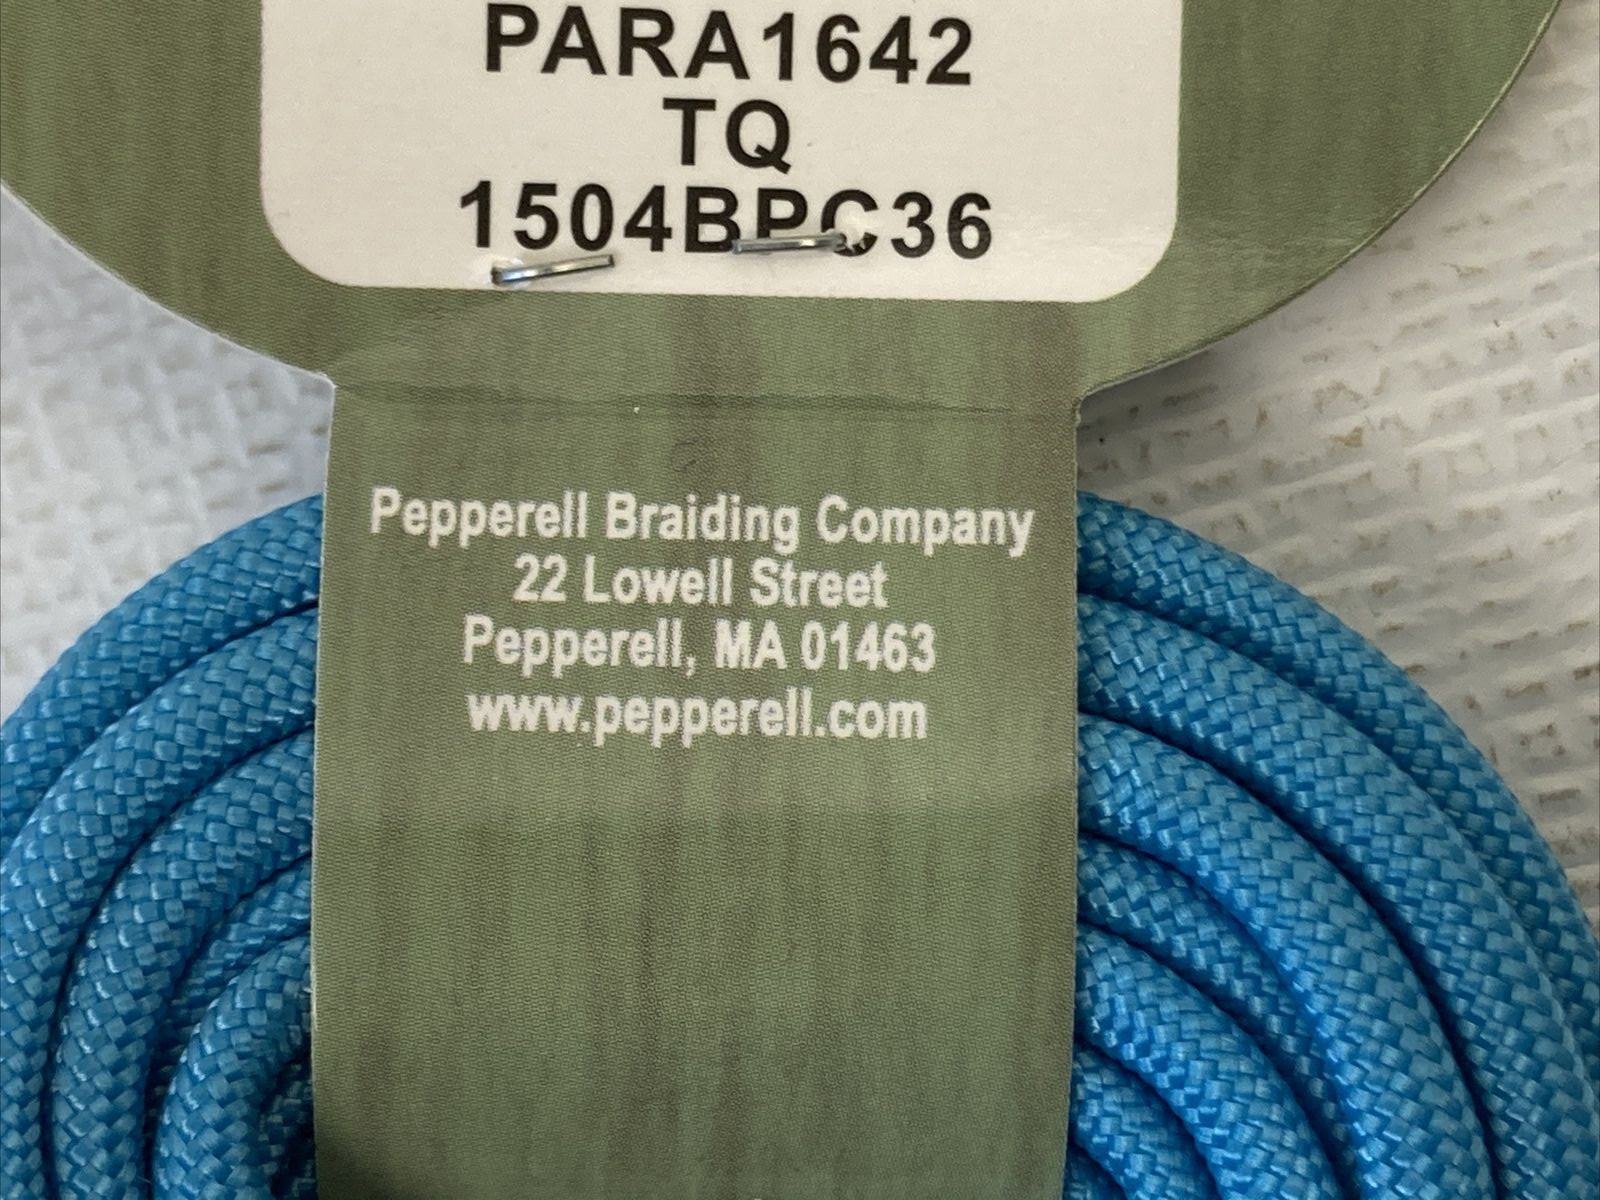 PARA1642
TQ
1504BPC36
Pepperell Braiding Company
22 Lowell Street
Pepperell, MA 01463
www.pepperell.com